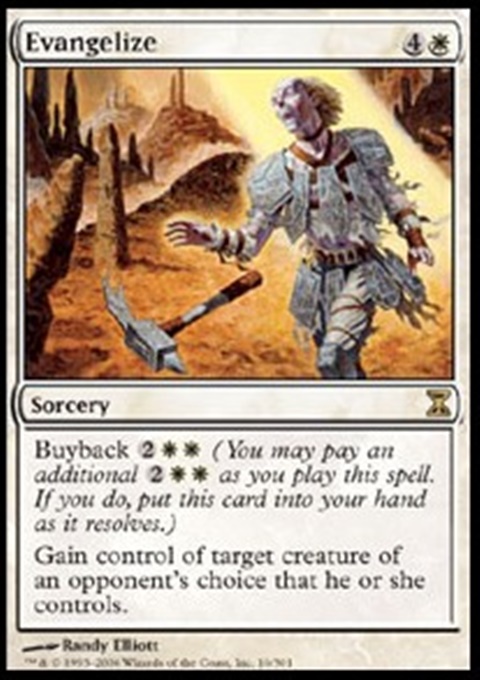 Evangelize 4
Sorcery
Buyback 2 (You may pay an
additional 2 as you play this spell.
If you do, put this card into your hand
as it resolves.)
Gain control of target creature of
an opponent's choice that he or she
controls.
Randy Elliott
™ & © 1993-2006 Wizards of the Coast, Inc. 16/301